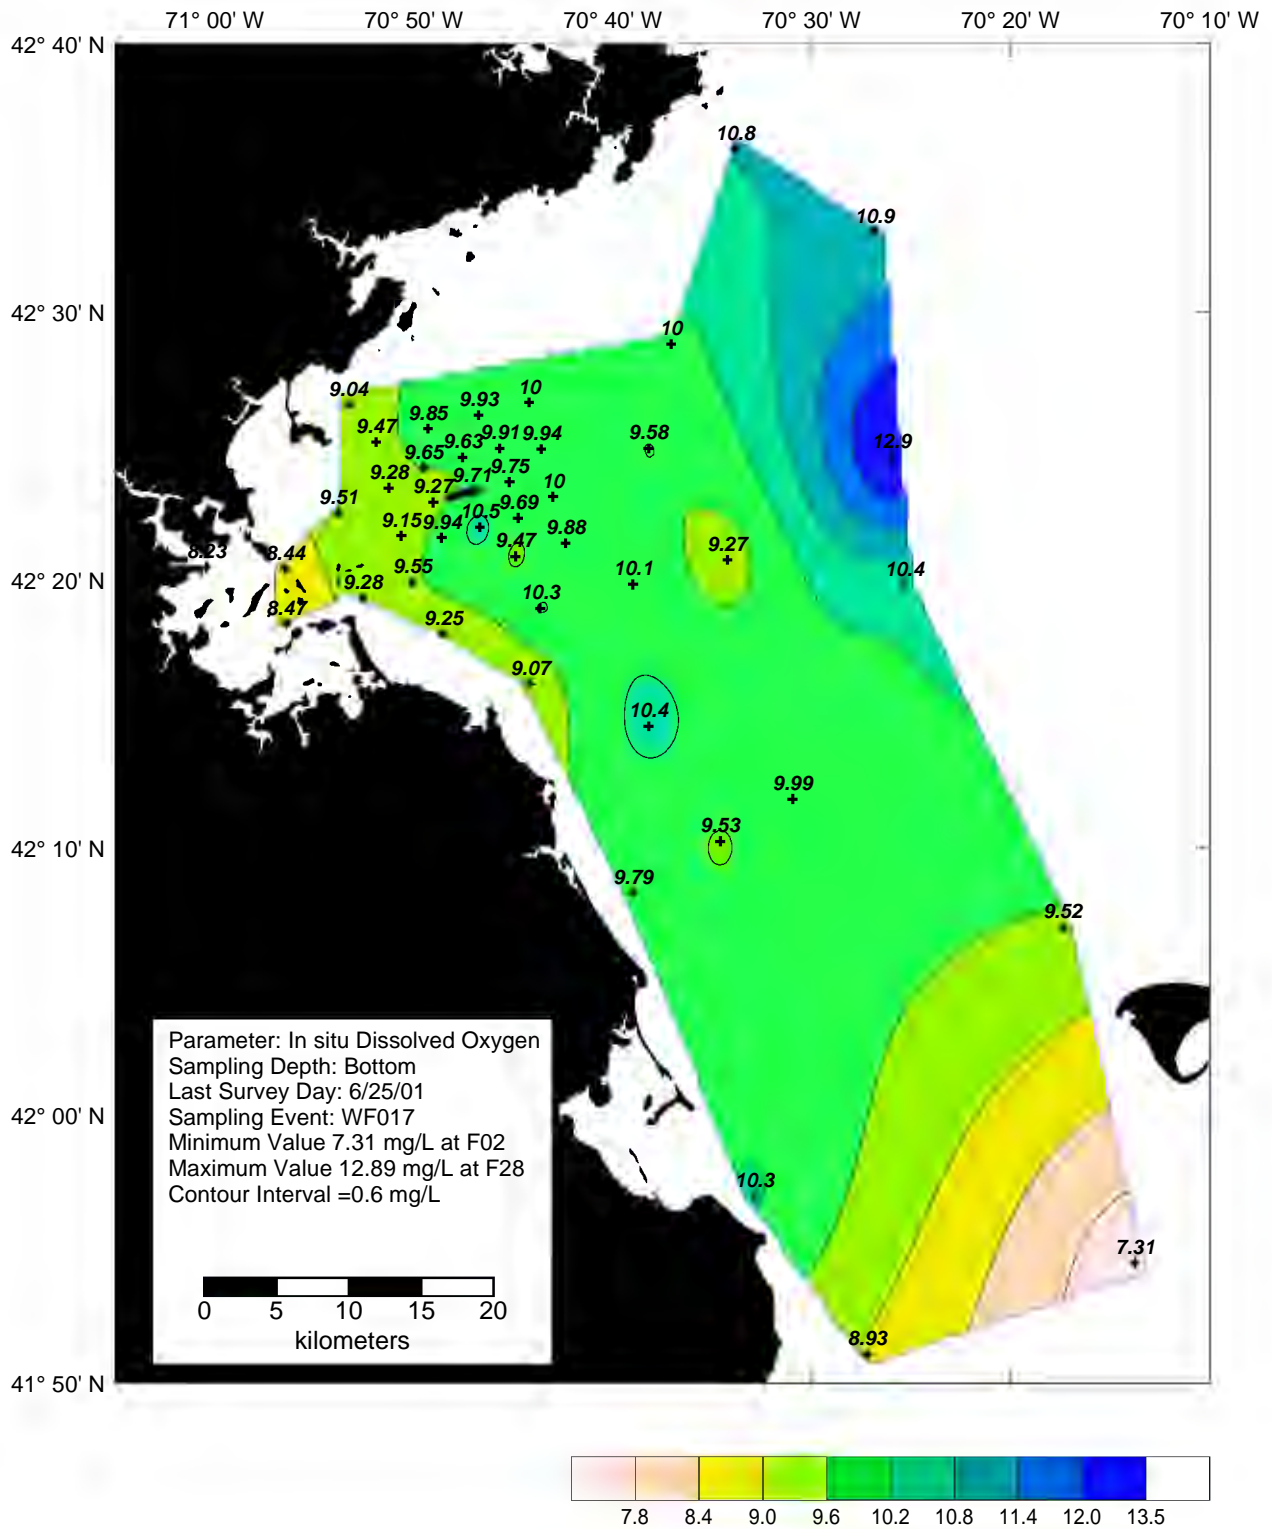 71° 00' W 70° 50' W 70° 40' W 70° 30' W 70° 20' W 70° 10' W
42° 40' N
10.8
10.9
42° 30' N
10
9.04
10
9.93
9.85
9.47
9.63
9.91
9.94
9.58
12.9
9.65
9.75
9.28
9.71
10
9.27
9.51
10.5
9.69
9.15
9.94
9.88
9.47
9.27
8.23
8.44
42° 20' N
9.28
9.55
10.1
10.4
10.3
8.47
9.25
9.07
10.4
9.99
9.53
42° 10' N
9.79
9.52
Parameter: In situ Dissolved Oxygen
Sampling Depth: Bottom
Last Survey Day: 6/25/01
Sampling Event: WF017
Minimum Value 7.31 mg/L at F02
Maximum Value 12.89 mg/L at F28
Contour Interval =0.6 mg/L
42° 00' N
10.3
7.31
0 5 10 15 20
kilometers
8.93
41° 50' N
7.8 8.4 9.0 9.6 10.2 10.8 11.4 12.0 13.5